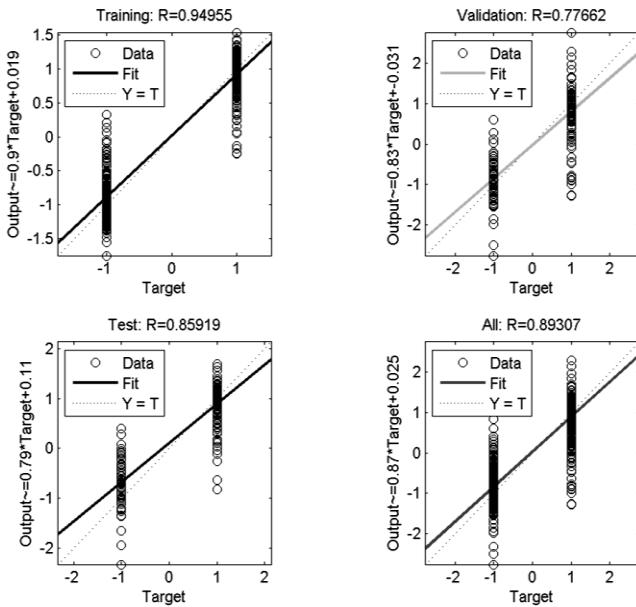 Training: R=0.94955
Output~=0.9*Target+0.019
1.5
1
0.5
0
-0.5
-1
-1.5
Data
Fit
Y = T
-1
0
1
Target
Validation: R=0.77662
Output~=0.83*Target+-0.031
2
1
0
-1
-2
Data
Fit
Y = T
-2
-1
0
1
2
Target
Test: R=0.85919
Output~=0.79*Target+0.11
2
1
0
-1
-2
Data
Fit
Y = T
-2
-1
0
1
2
Target
All: R=0.89307
Output~=0.87*Target+0.025
2
1
0
-1
-2
Data
Fit
Y = T
-2
-1
0
1
2
Target